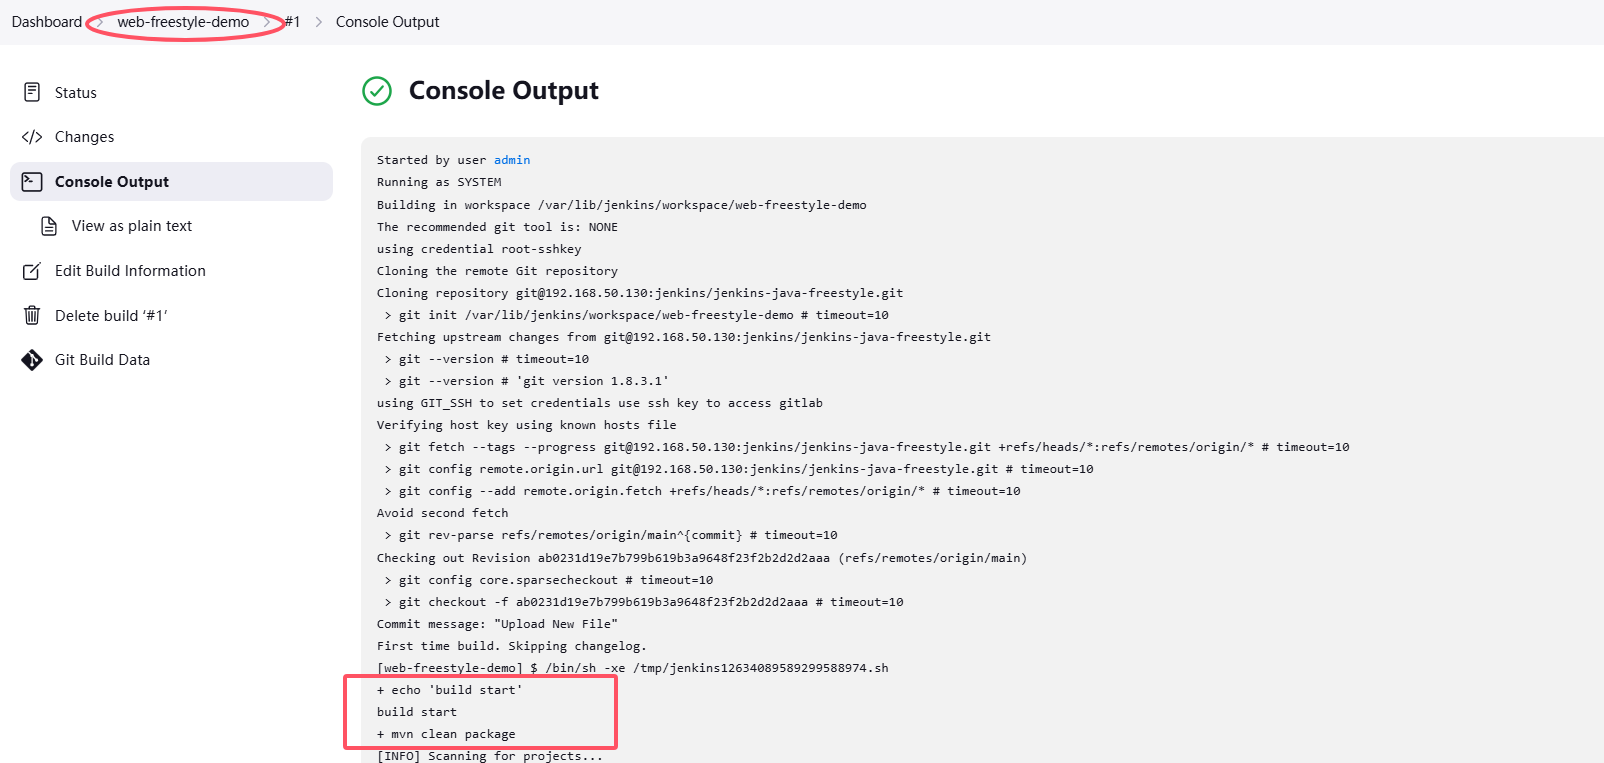 Dashboard > web-freestyle-demo > #1 > Console Output
Status
Changes
Console Output
View as plain text
Edit Build Information
Delete build ‘#1’
Git Build Data
Console Output
Started by user admin
Running as SYSTEM
Building in workspace /var/lib/jenkins/workspace/web-freestyle-demo
The recommended git tool is: NONE
using credential root-sshkey
Cloning the remote Git repository
Cloning repository git@192.168.50.130:jenkins/jenkins-java-freestyle.git
> git init /var/lib/jenkins/workspace/web-freestyle-demo # timeout=10
Fetching upstream changes from git@192.168.50.130:jenkins/jenkins-java-freestyle.git
> git --version # timeout=10
> git --version # 'git version 1.8.3.1'
using GIT_SSH to set credentials use ssh key to access gitlab
Verifying host key using known hosts file
> git fetch --tags --progress git@192.168.50.130:jenkins/jenkins-java-freestyle.git +refs/heads/*:refs/remotes/origin/* # timeout=10
> git config remote.origin.url git@192.168.50.130:jenkins/jenkins-java-freestyle.git # timeout=10
> git config --add remote.origin.fetch +refs/heads/*:refs/remotes/origin/* # timeout=10
Avoid second fetch
> git rev-parse refs/remotes/origin/main^{commit} # timeout=10
Checking out Revision ab0231d19e7b799b619b3a9648f23f2b2d2d2aaa (refs/remotes/origin/main)
> git config core.sparsecheckout # timeout=10
> git checkout -f ab0231d19e7b799b619b3a9648f23f2b2d2d2aaa # timeout=10
Commit message: "Upload New File"
First time build. Skipping changelog.
[web-freestyle-demo] $ /bin/sh -xe /tmp/jenkins12634089589299588974.sh
+ echo 'build start'
build start
+ mvn clean package
[INFO] Scanning for projects...